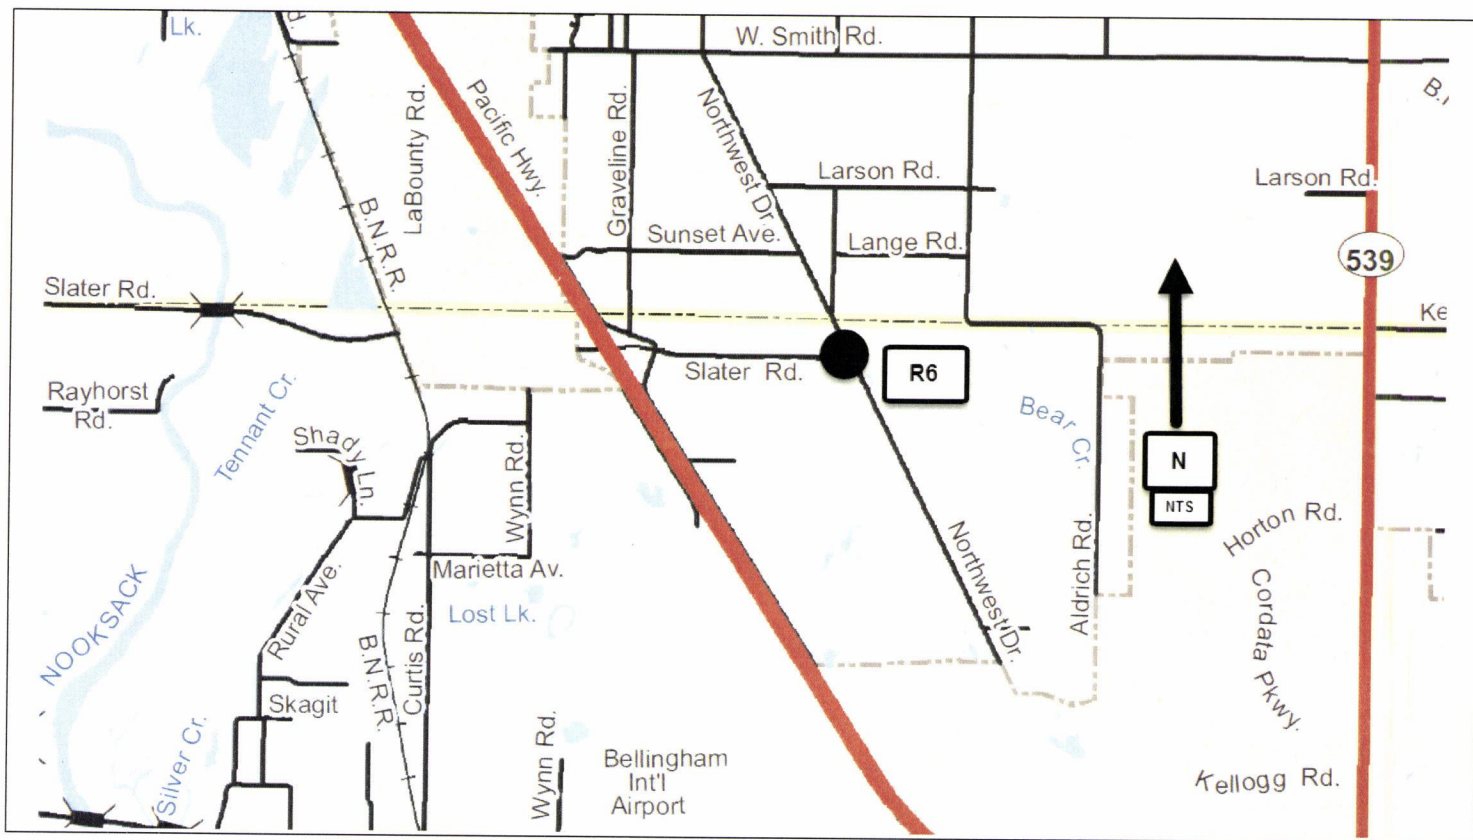 Lk.
d.
W. Smith Rd.
B.
Pacific Hwy.
LaBounty Rd.
Graveline Rd.
Northwest Dr.
Larson Rd.
Larson Rd.
B.N.R.R.
Sunset Ave.
Lange Rd.
539
Slater Rd.
Ke
Slater Rd.
R6
Rayhorst
Rd.
Tennant Cr.
Shady Ln.
Wynn Rd.
Bear Cr.
N
NTS
Horton Rd.
Aldrich Rd.
Northwest Dr.
Marietta Av.
Lost Lk.
NOOKSACK
Rural Ave.
B.N.R.R.
Curtis Rd.
Cordata Pkwy.
Skagit
Silver Cr.
Wynn Rd.
Bellingham
Int'l
Airport
Kellogg Rd.